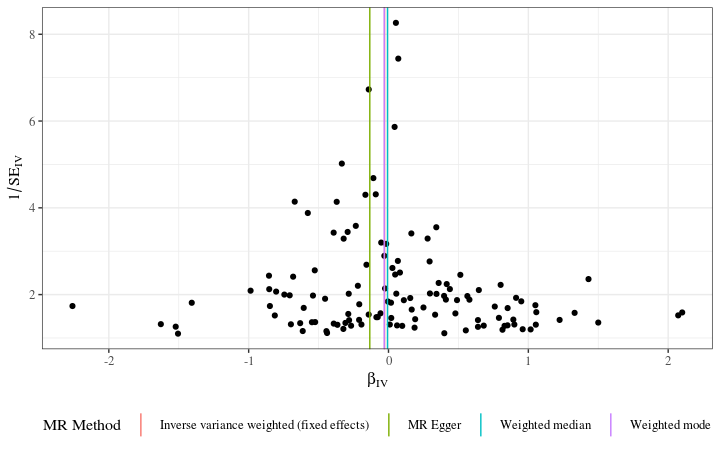 8
6
4
2
1/SE_IV
-2
-1
0
1
2
β_IV
MR Method
Inverse variance weighted (fixed effects)
MR Egger
Weighted median
Weighted mode